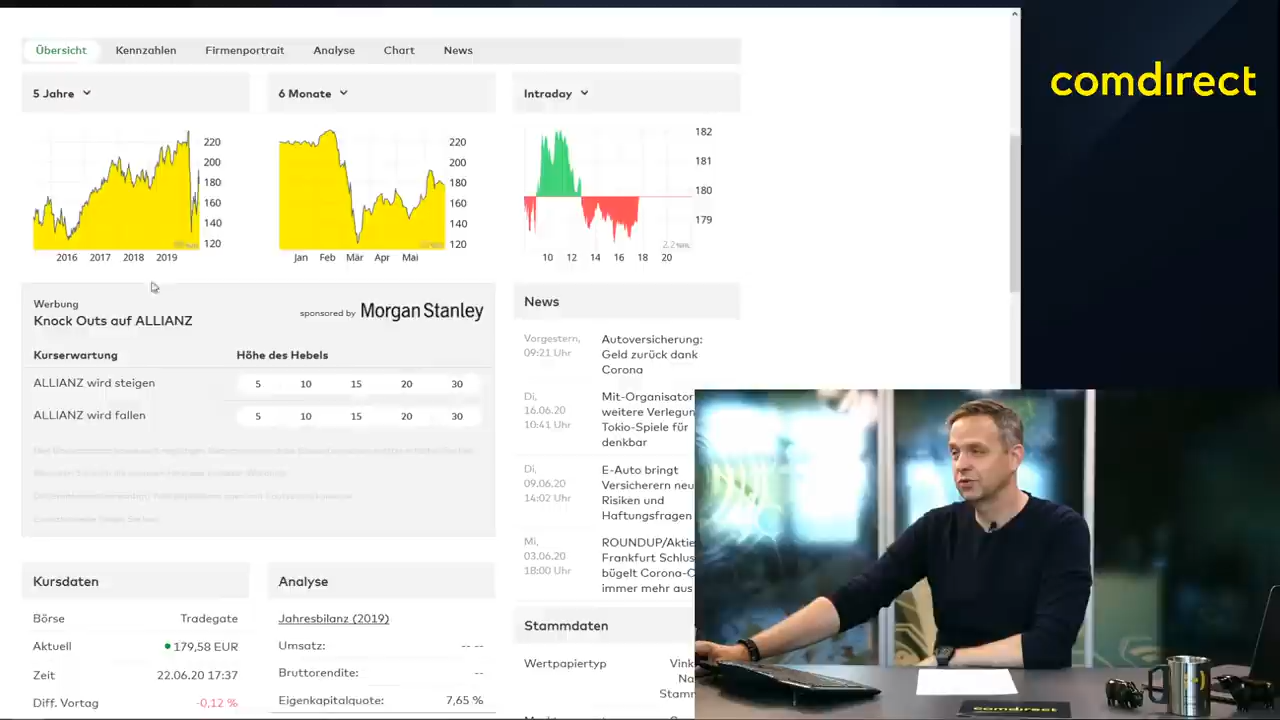 Übersicht
Kennzahlen
Firmenportrait
Analyse
Chart
News
comdirect
5 Jahre
6 Monate
Intraday
220
200
180
160
140
120
2016 2017 2018 2019
220
200
180
160
140
120
Jan Feb Mär Apr Mai
182
181
180
179
10 12 14 16 18 20
Werbung
Knock Outs auf ALLIANZ
sponsored by Morgan Stanley
Kurserwartung Höhe des Hebels
ALLIANZ wird steigen 5 10 15 20 30
ALLIANZ wird fallen 5 10 15 20 30
News
Vorgestern,
09:21 Uhr
Autoversicherung:
Geld zurück dank
Corona
Di,
16.06.20
10:41 Uhr
Mit-Organisator
weitere Verlegun
Tokio-Spiele für
denkbar
Di,
09.06.20
14:02 Uhr
E-Auto bringt
Versicherern neu
Risiken und
Haftungsfragen
Mi,
03.06.20
18:00 Uhr
ROUNDUP/Aktie
Frankfurt Schlus
bügelt Corona-C
immer mehr aus
Kursdaten
Börse Tradegate
Aktuell 179,58 EUR
Zeit 22.06.20 17:37
Diff. Vortag -0,12 %
Analyse
Jahresbilanz (2019)
Umsatz: -- --
Bruttorendite: --
Eigenkapitalquote: 7,65 %
Stammdaten
Wertpapiertyp Vink
Na
Stamm
comdirect